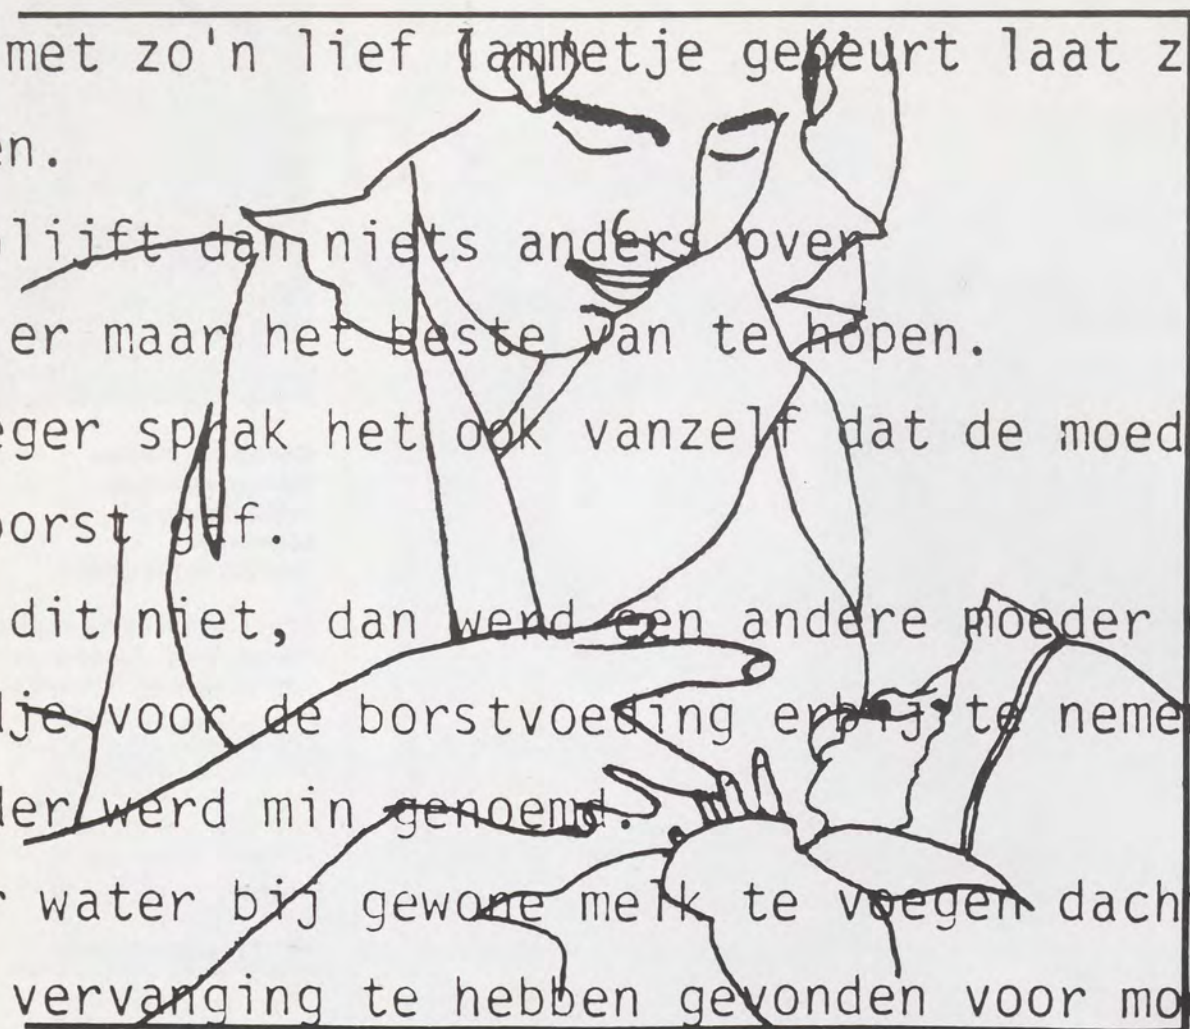 met zo'n lief lammetje gebeurt laat z
en.
lijft dan niets anders over
er maar het beste van te hopen.
eger sprak het ook vanzelf dat de moed
borst gaf.
dit niet, dan werd een andere moeder
dje voor de borstvoeding erbij te neme
der werd min genoemd.
r water bij gewone melk te voegen dach
vervanging te hebben gevonden voor mo